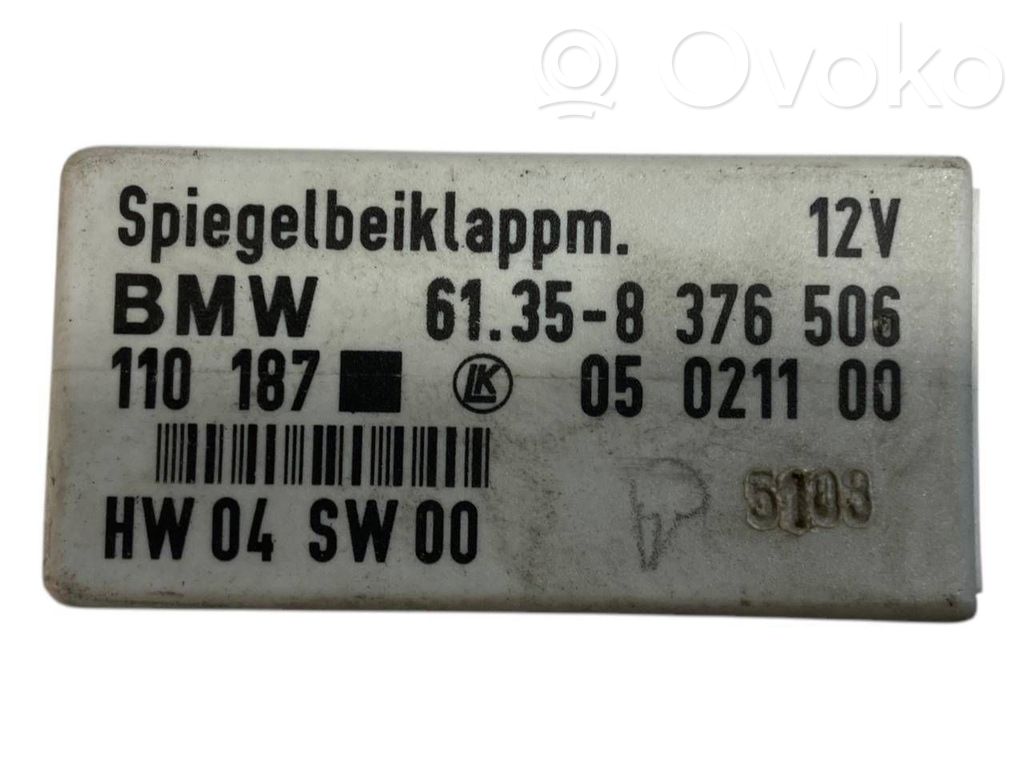 Ovoko
Spiegelbeiklappm. 12V
BMW 61.35-8 376 506
110 187 LK 05 0211 00
HW 04 SW 00